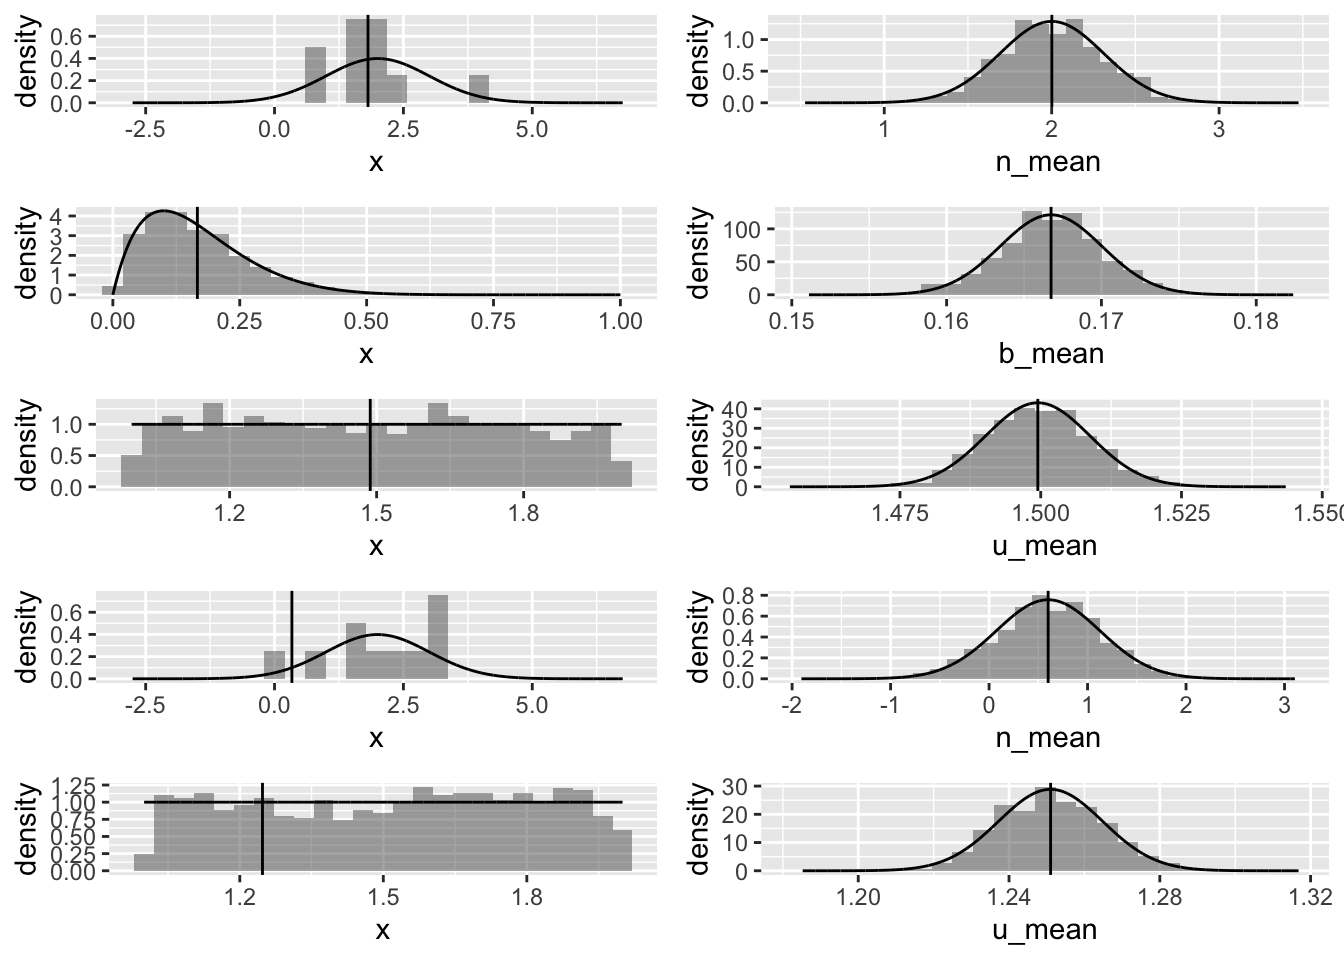 density
0.6
0.4
0.2
0.0
-2.5 0.0 2.5 5.0
x
density
1.0
0.5
0.0
1 2 3
n_mean
density
4
3
2
1
0
0.00 0.25 0.50 0.75 1.00
x
density
100
50
0
0.15 0.16 0.17 0.18
b_mean
density
1.0
0.5
0.0
1.2 1.5 1.8
x
density
40
30
20
10
0
1.475 1.500 1.525 1.550
u_mean
density
0.6
0.4
0.2
0.0
-2.5 0.0 2.5 5.0
x
density
0.8
0.6
0.4
0.2
0.0
-2 -1 0 1 2 3
n_mean
density
1.25
1.00
0.75
0.50
0.25
0.00
1.2 1.5 1.8
x
density
30
20
10
0
1.20 1.24 1.28 1.32
u_mean